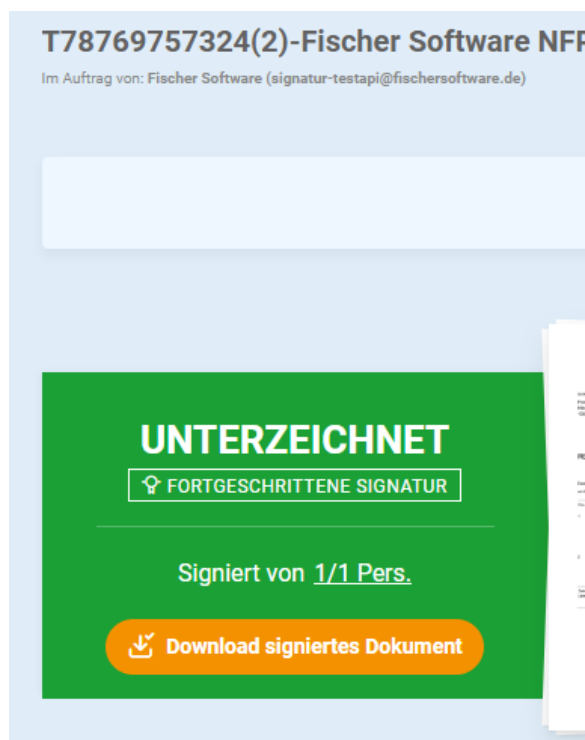 T78769757324(2)-Fischer Software NFP
Im Auftrag von: Fischer Software (signatur-testapi@fischersoftware.de)
UNTERZEICHNET
FORTGESCHRITTENE SIGNATUR
Signiert von 1/1 Pers.
Download signiertes Dokument